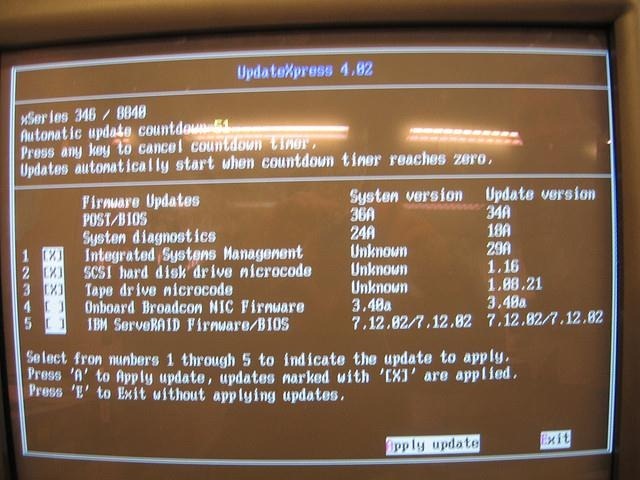 UpdateXpress 4.02
xSeries 346 / 8840
Automatic update countdown 51
Press any key to cancel countdown timer.
Updates automatically start when countdown timer reaches zero.
Firmware Updates System version Update version
POST/BIOS 36A 34A
System diagnostics 24A 18A
1 [X] Integrated Systems Management Unknown 29A
2 [X] SCSI hard disk drive microcode Unknown 1.16
3 [X] Tape drive microcode Unknown 1.08.21
4 [ ] Onboard Broadcom NIC Firmware 3.40a 3.40a
5 [ ] IBM ServeRAID Firmware/BIOS 7.12.02/7.12.02 7.12.02/7.12.02
Select from numbers 1 through 5 to indicate the update to apply.
Press 'A' to Apply update, updates marked with '[X]' are applied.
Press 'E' to Exit without applying updates.
Apply update Exit